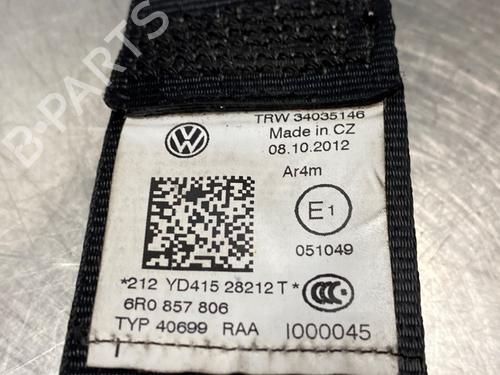 TRW 34035146
Made in CZ
08.10.2012
Ar4m
E1
051049
*212 YD415 28212 T*
6R0 857 806
TYP 40699 RAA I000045
B-PARTS